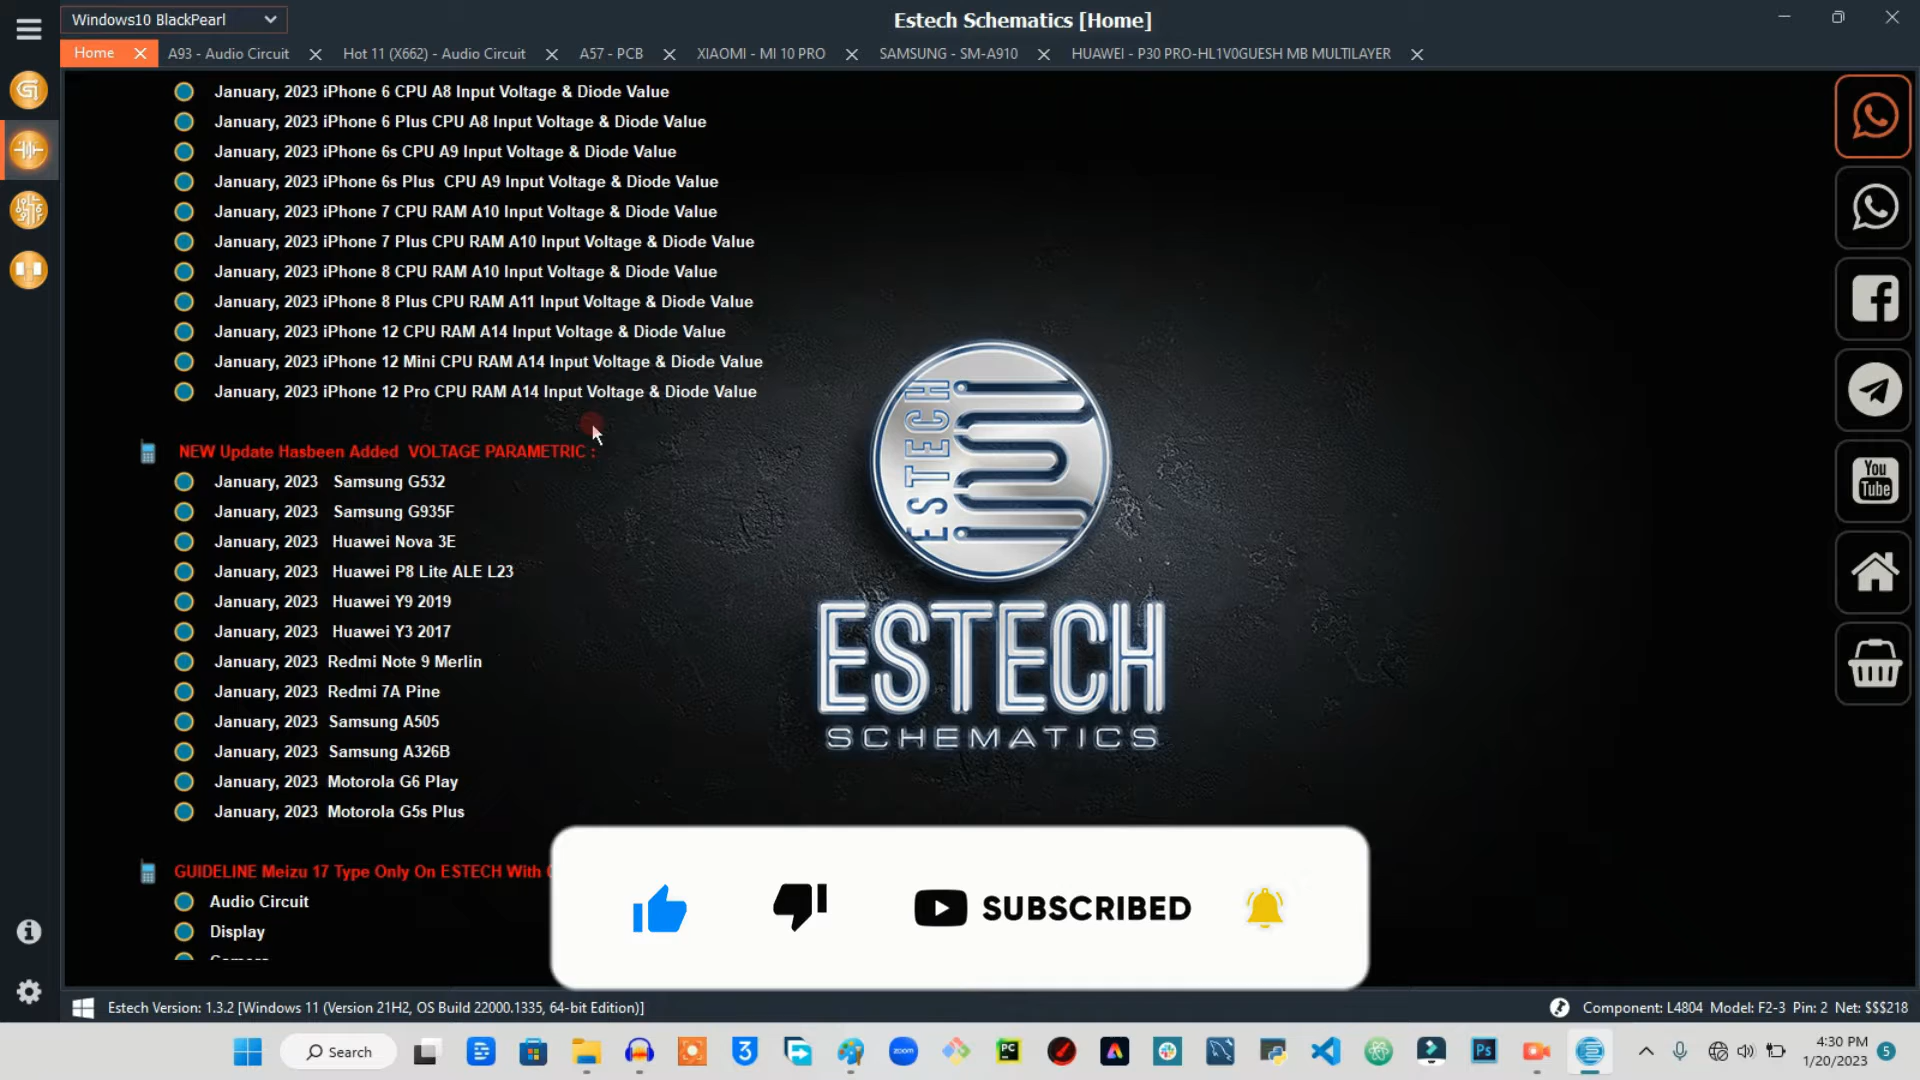 Windows10 BlackPearl
Estech Schematics [Home]
Home
A93 - Audio Circuit
Hot 11 (X662) - Audio Circuit
A57 - PCB
XIAOMI - MI 10 PRO
SAMSUNG - SM-A910
HUAWEI - P30 PRO-HL1V0GUESH MB MULTILAYER
January, 2023 iPhone 6 CPU A8 Input Voltage & Diode Value
January, 2023 iPhone 6 Plus CPU A8 Input Voltage & Diode Value
January, 2023 iPhone 6s CPU A9 Input Voltage & Diode Value
January, 2023 iPhone 6s Plus CPU A9 Input Voltage & Diode Value
January, 2023 iPhone 7 CPU RAM A10 Input Voltage & Diode Value
January, 2023 iPhone 7 Plus CPU RAM A10 Input Voltage & Diode Value
January, 2023 iPhone 8 CPU RAM A10 Input Voltage & Diode Value
January, 2023 iPhone 8 Plus CPU RAM A11 Input Voltage & Diode Value
January, 2023 iPhone 12 CPU RAM A14 Input Voltage & Diode Value
January, 2023 iPhone 12 Mini CPU RAM A14 Input Voltage & Diode Value
January, 2023 iPhone 12 Pro CPU RAM A14 Input Voltage & Diode Value
NEW Update Hasbeen Added VOLTAGE PARAMETRIC :
January, 2023 Samsung G532
January, 2023 Samsung G935F
January, 2023 Huawei Nova 3E
January, 2023 Huawei P8 Lite ALE L23
January, 2023 Huawei Y9 2019
January, 2023 Huawei Y3 2017
January, 2023 Redmi Note 9 Merlin
January, 2023 Redmi 7A Pine
January, 2023 Samsung A505
January, 2023 Samsung A326B
January, 2023 Motorola G6 Play
January, 2023 Motorola G5s Plus
GUIDELINE Meizu 17 Type Only On ESTECH With
Audio Circuit
Display
ESTECH
ESTECH
SCHEMATICS
You
Tube
SUBSCRIBED
Estech Version: 1.3.2 [Windows 11 (Version 21H2, OS Build 22000.1335, 64-bit Edition)]
Component: L4804 Model: F2-3 Pin: 2 Net: $$$218
Search
3
zoom
PC
Ps
4:30 PM
1/20/2023
5